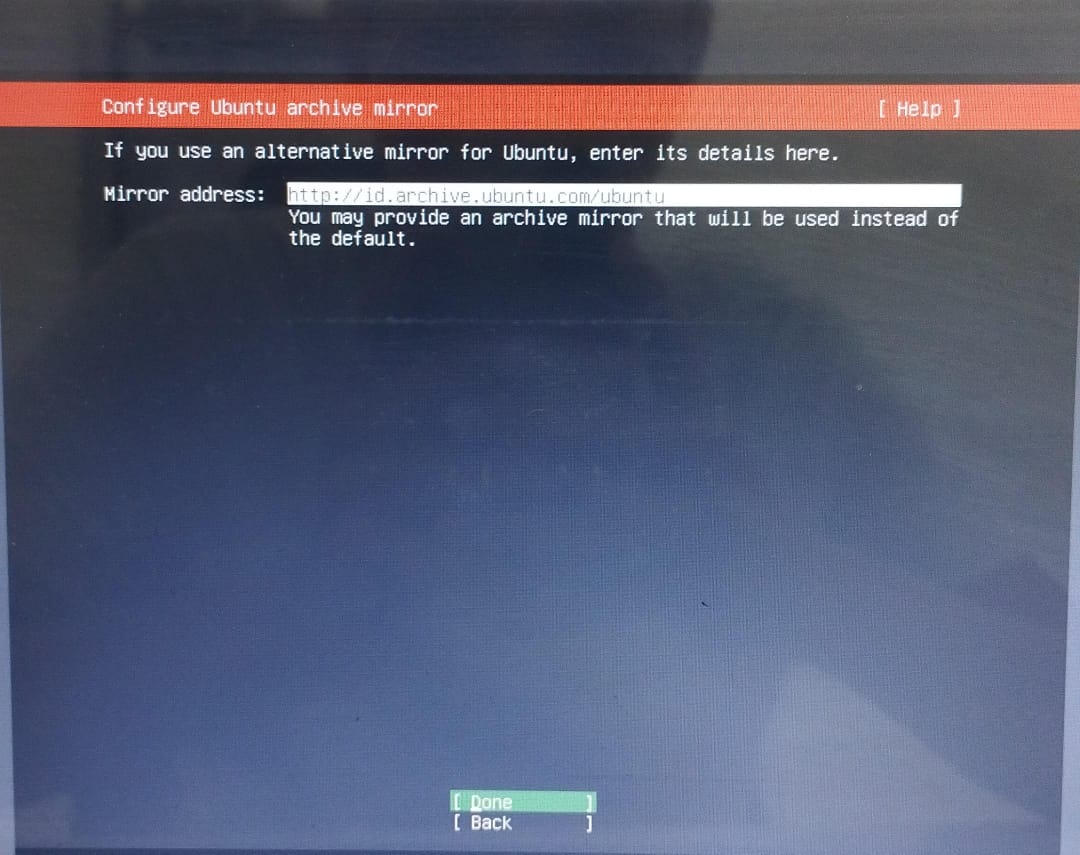 Configure Ubuntu archive mirror [ Help ]
If you use an alternative mirror for Ubuntu, enter its details here.
Mirror address: http://id.archive.ubuntu.com/ubuntu
You may provide an archive mirror that will be used instead of
the default.
[ Done ]
[ Back ]